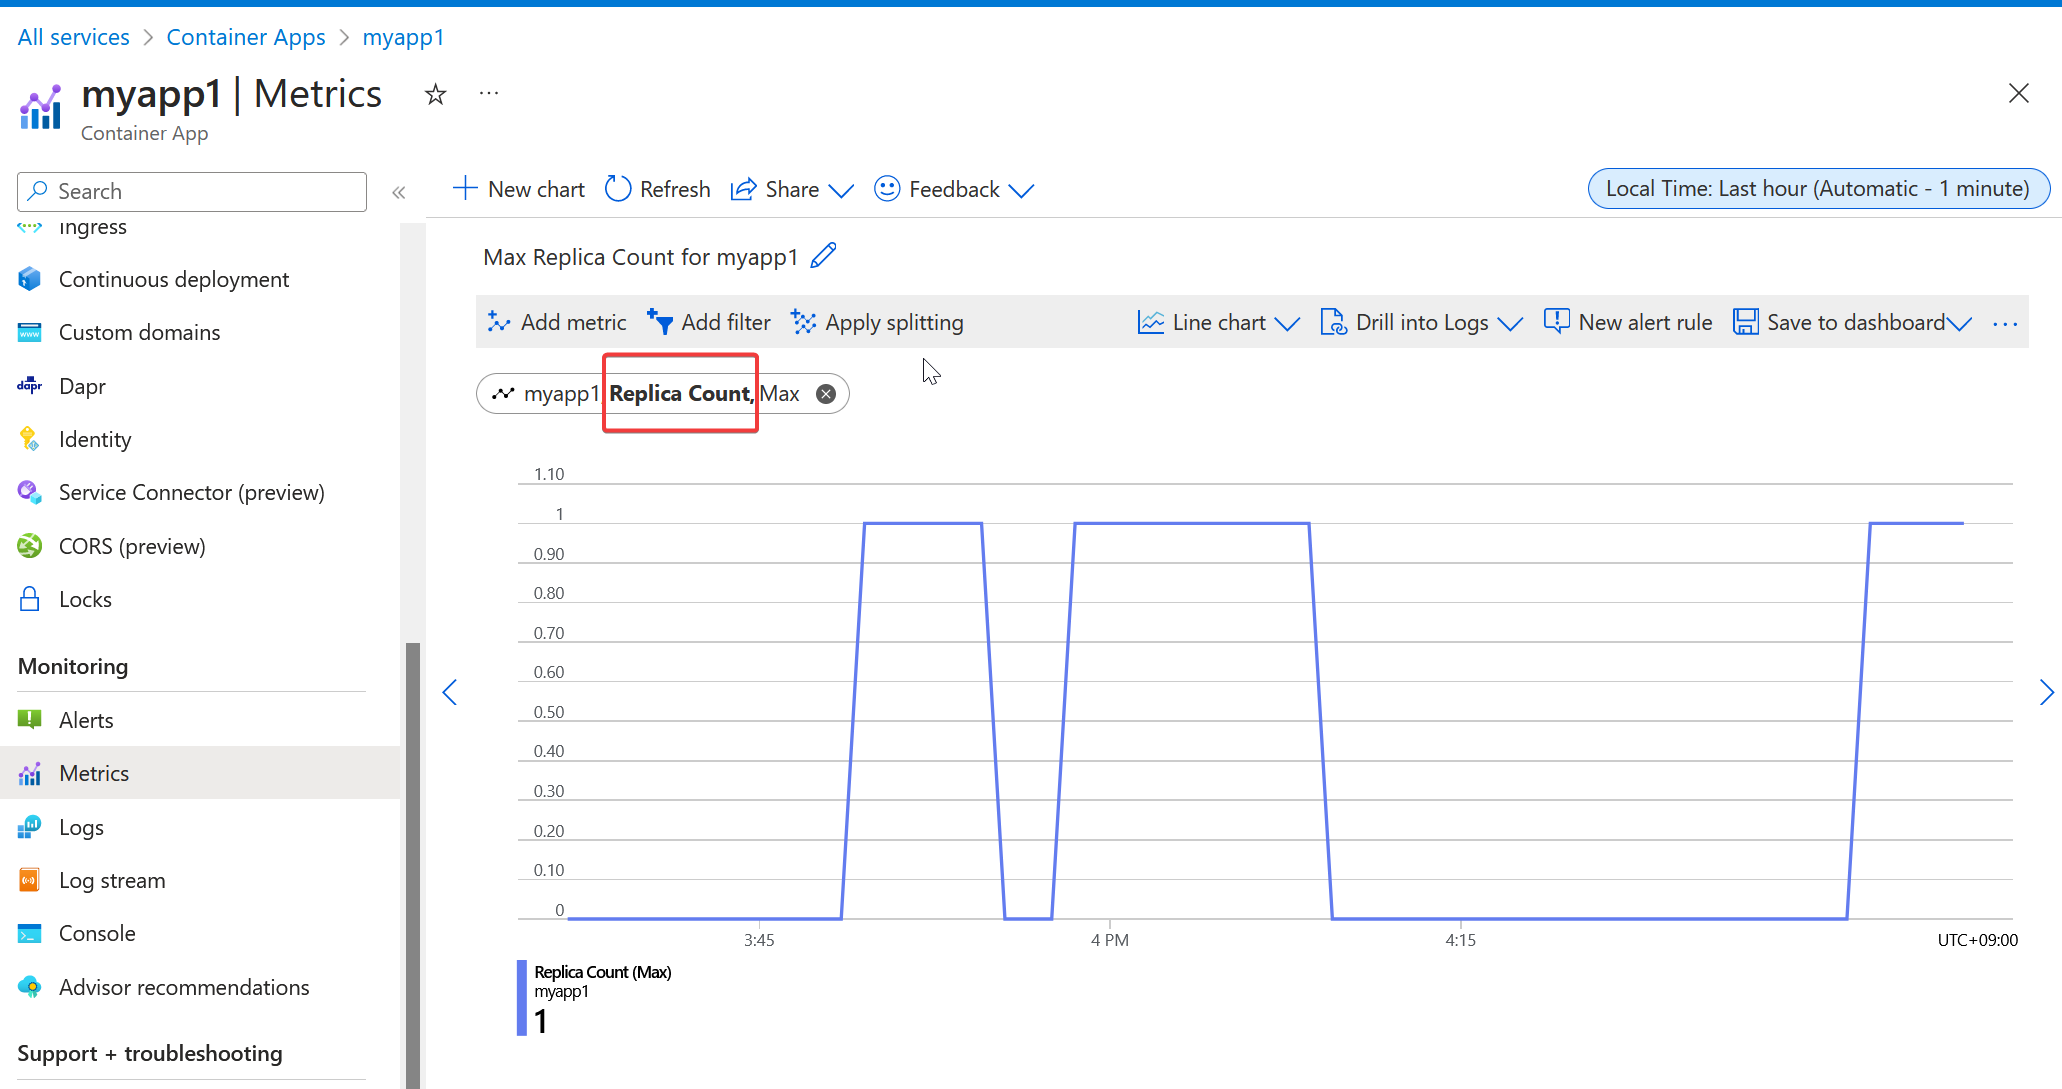 All services > Container Apps > myapp1
myapp1 | Metrics ...
Container App
Search «
New chart Refresh Share Feedback
Local Time: Last hour (Automatic - 1 minute)
Ingress
Continuous deployment
Custom domains
Dapr
Identity
Service Connector (preview)
CORS (preview)
Locks
Monitoring
Alerts
Metrics
Logs
Log stream
Console
Advisor recommendations
Support + troubleshooting
Max Replica Count for myapp1
Add metric Add filter Apply splitting Line chart Drill into Logs New alert rule Save to dashboard ...
myapp1, Replica Count, Max
1.10
1
0.90
0.80
0.70
0.60
0.50
0.40
0.30
0.20
0.10
0
3:45 4 PM 4:15 UTC+09:00
Replica Count (Max)
myapp1
1